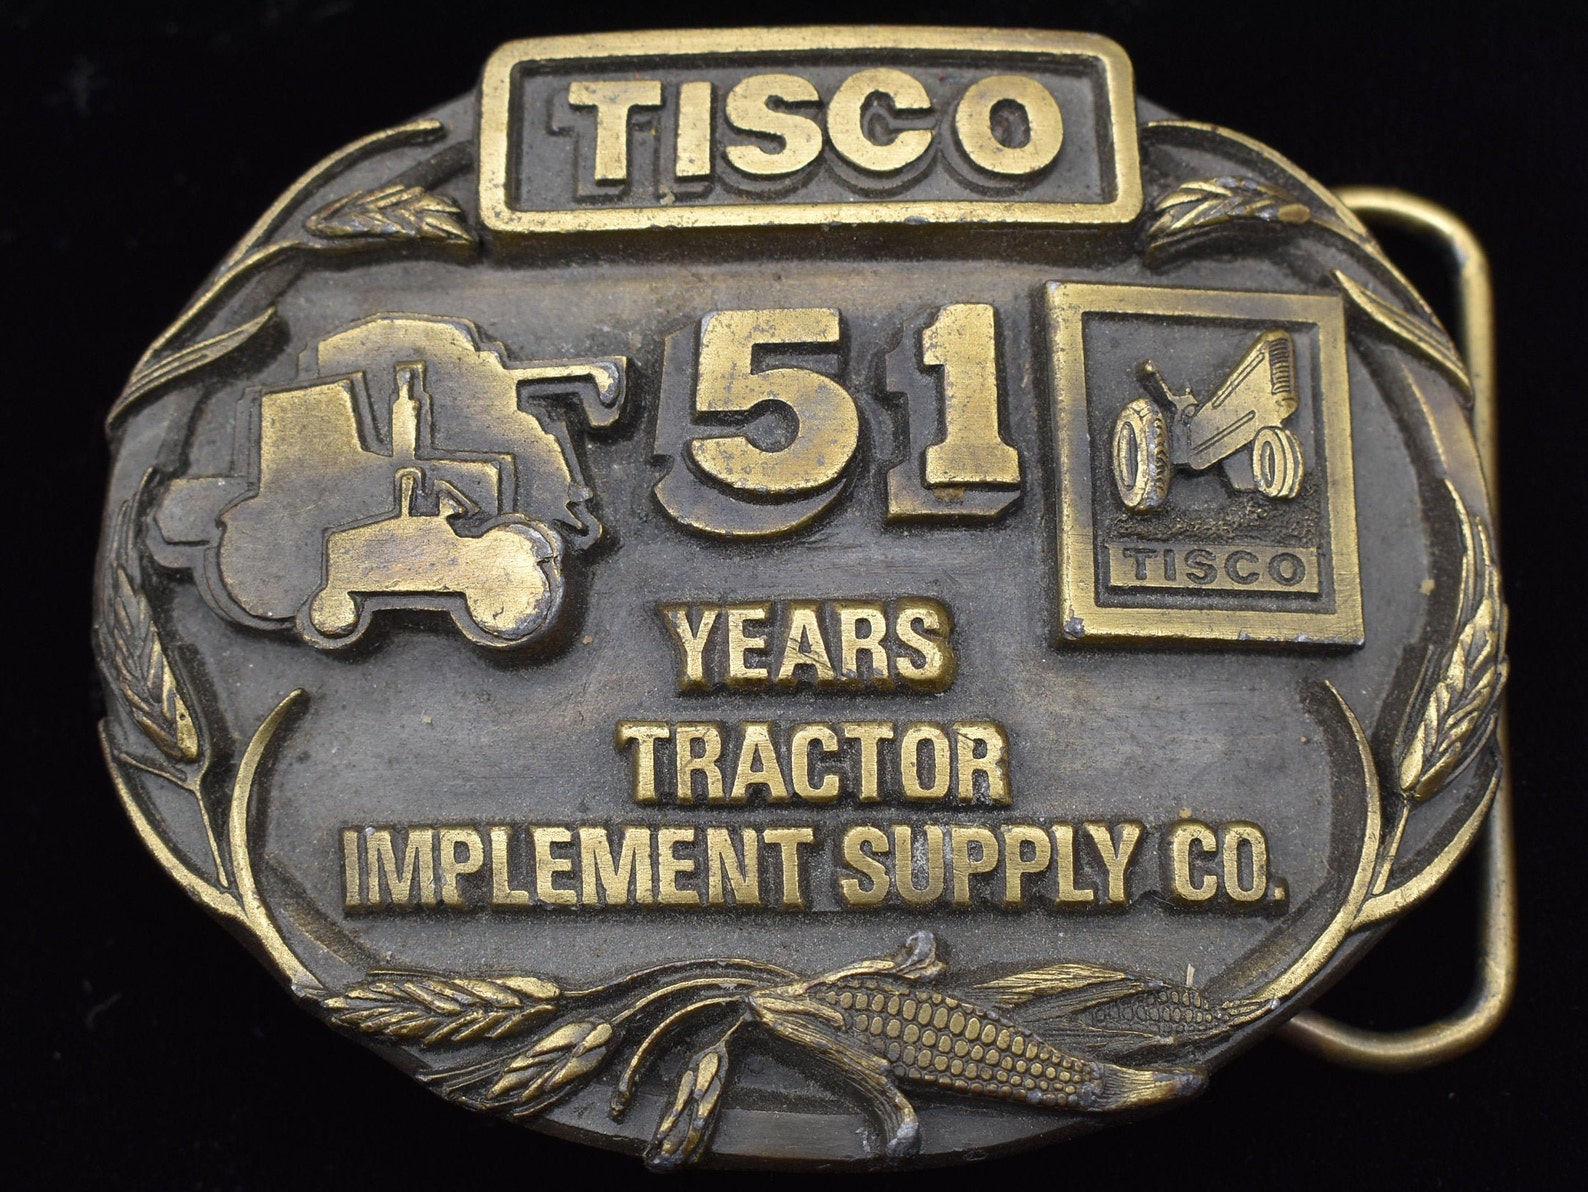 TISCO
51
TISCO
YEARS
TRACTOR
IMPLEMENT SUPPLY CO.